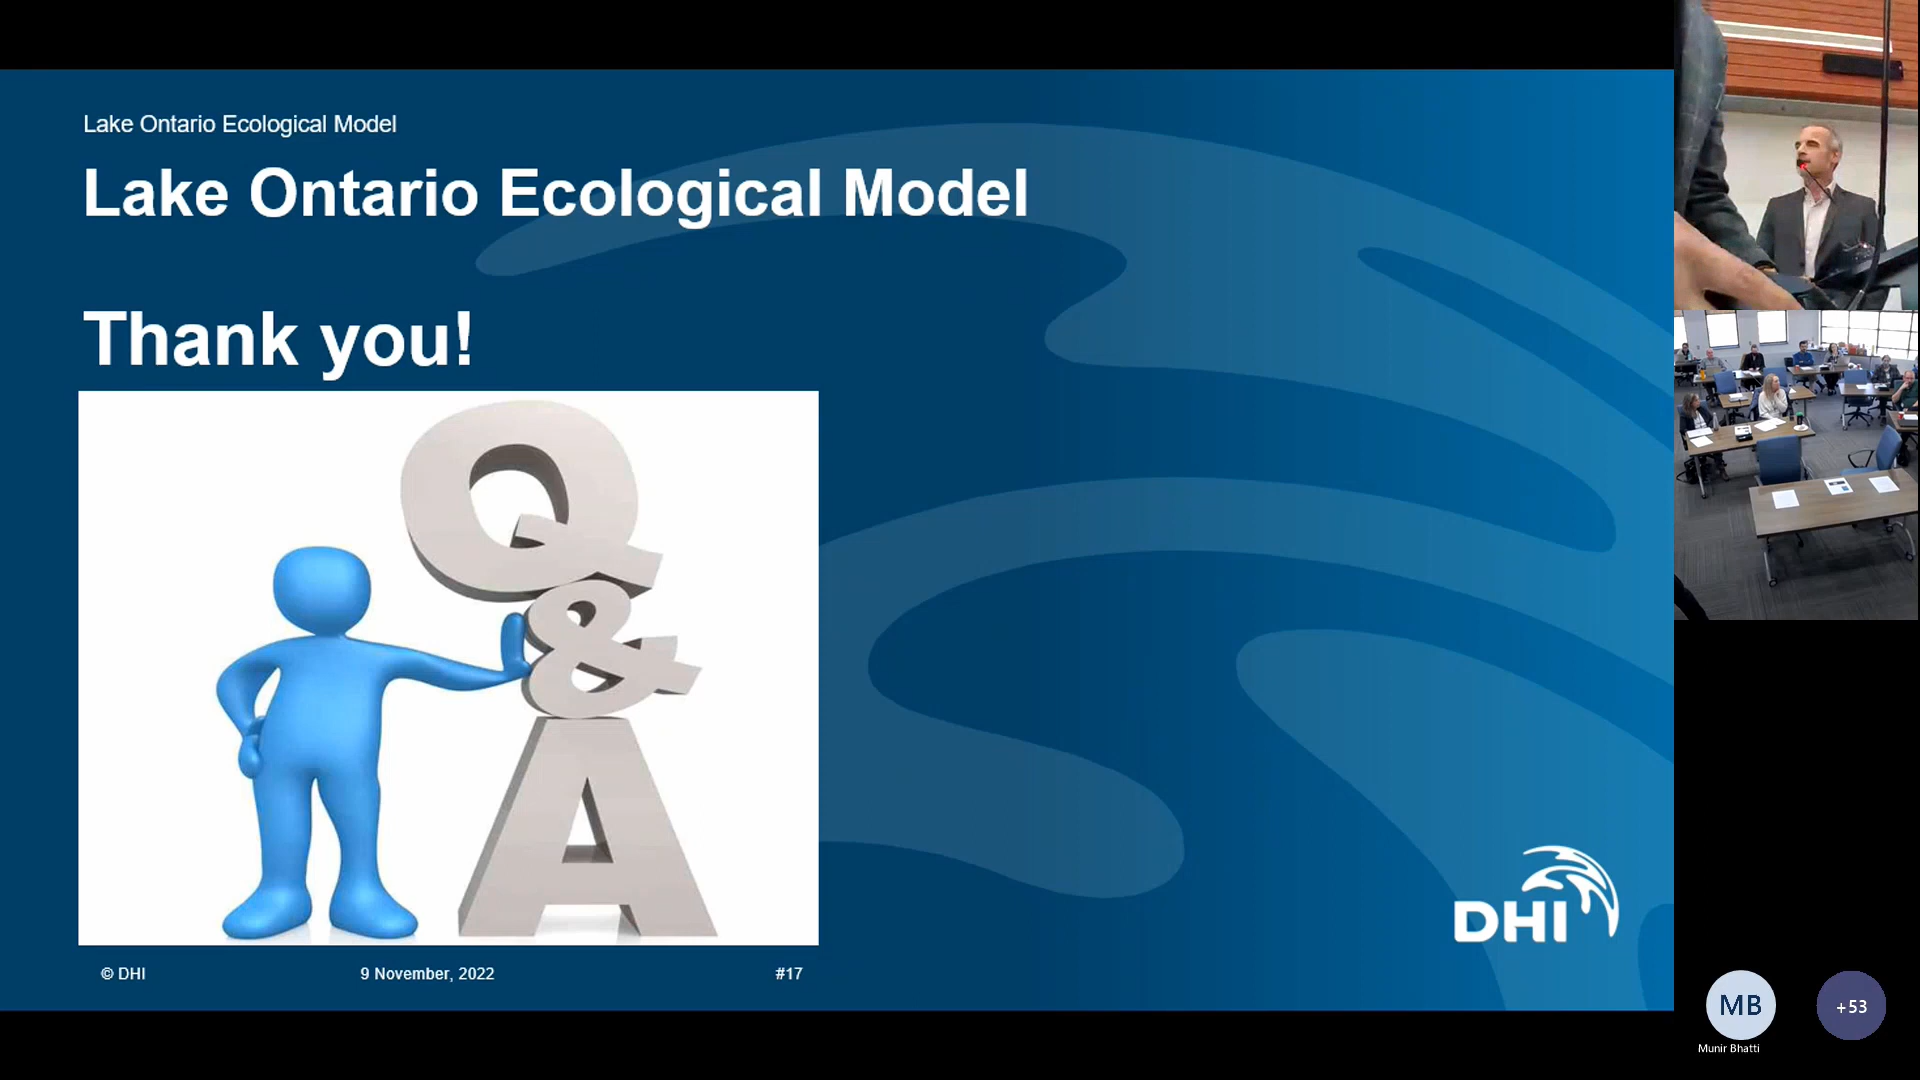 Lake Ontario Ecological Model
Lake Ontario Ecological Model
Thank you!
Q
&
A
DHI
© DHI
9 November, 2022
#17
MB
+53
Munir Bhatti